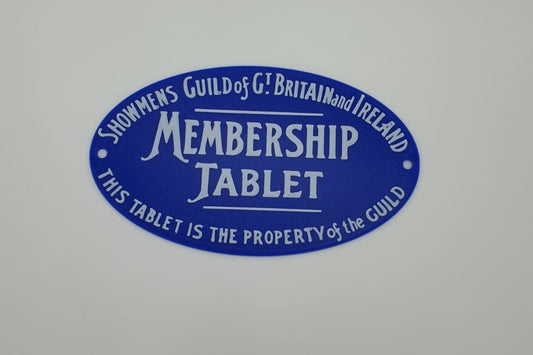 SHOWMENS GUILD of GT BRITAIN and IRELAND
MEMBERSHIP
TABLET
THIS TABLET IS THE PROPERTY of the GUILD